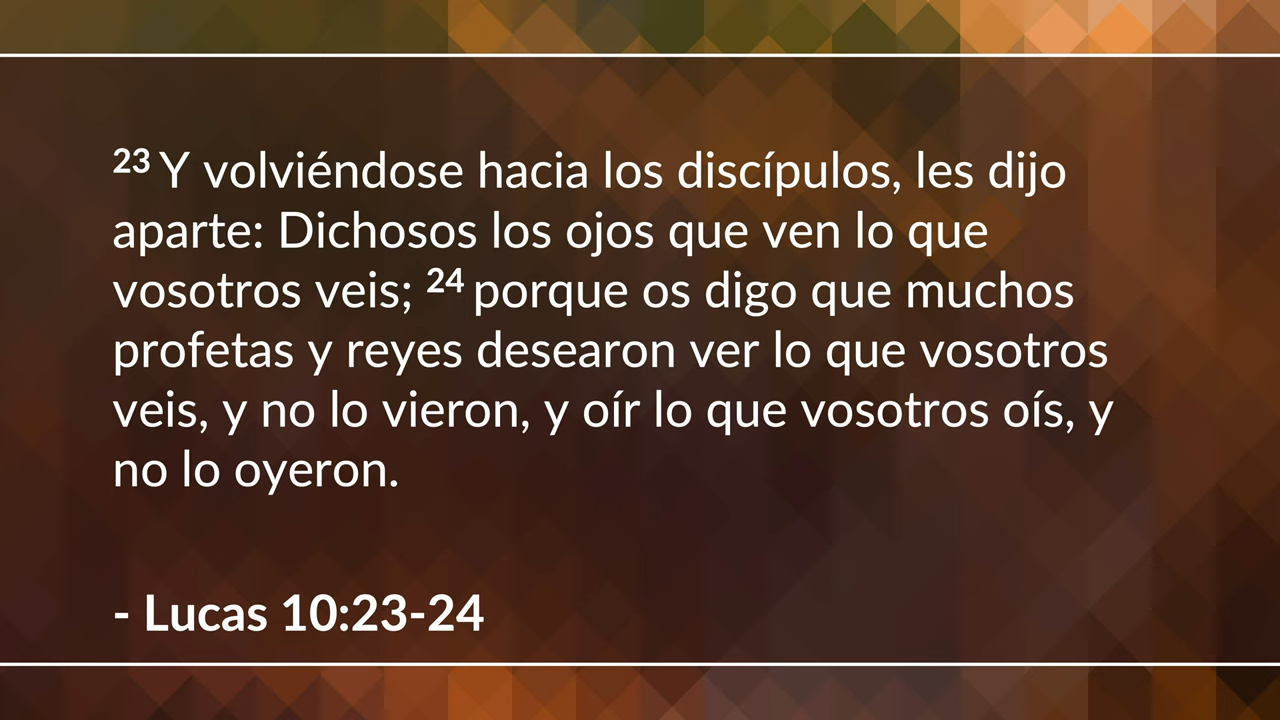 23 Y volviéndose hacia los discípulos, les dijo
aparte: Dichosos los ojos que ven lo que
vosotros veis; 24 porque os digo que muchos
profetas y reyes desearon ver lo que vosotros
veis, y no lo vieron, y oír lo que vosotros oís, y
no lo oyeron.
- Lucas 10:23-24